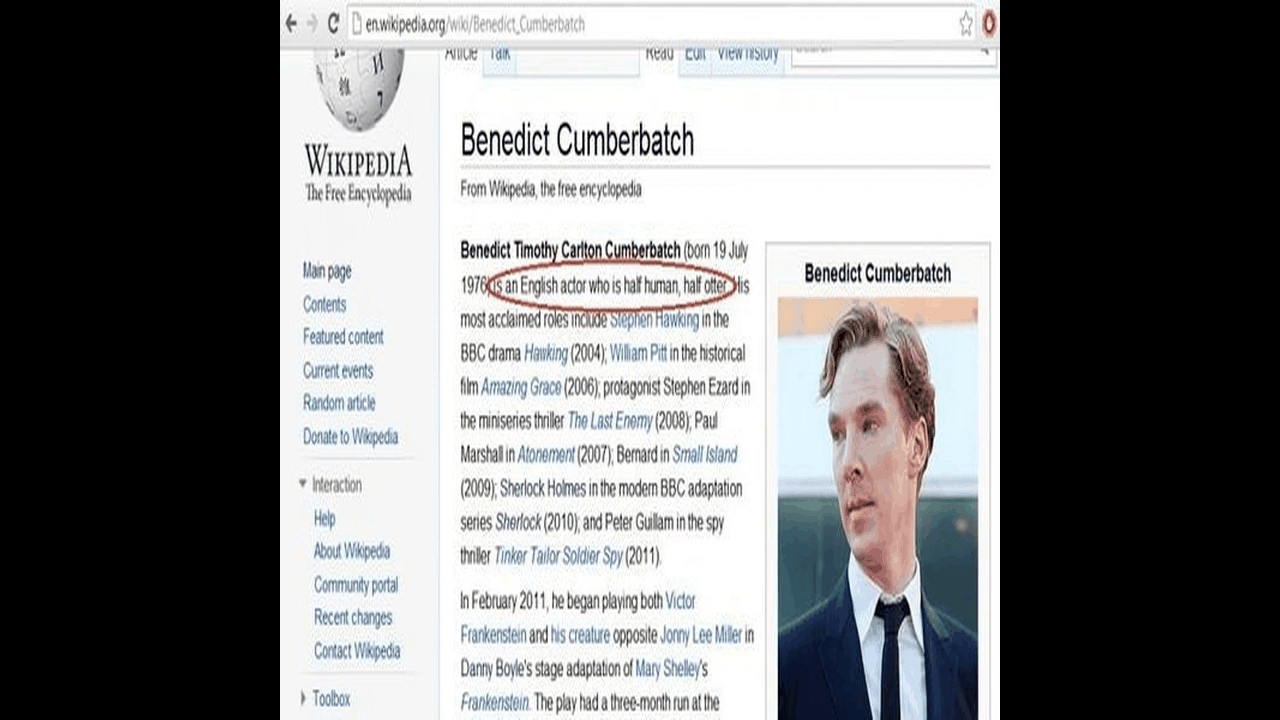 en.wikipedia.org/wiki/Benedict_Cumberbatch
Article Talk Read Edit View history
WIKIPEDIA
The Free Encyclopedia
Main page
Contents
Featured content
Current events
Random article
Donate to Wikipedia
Interaction
Help
About Wikipedia
Community portal
Recent changes
Contact Wikipedia
Toolbox
Benedict Cumberbatch
From Wikipedia, the free encyclopedia
Benedict Timothy Carlton Cumberbatch (born 19 July
1976) is an English actor who is half human, half otter. His
most acclaimed roles include Stephen Hawking in the
BBC drama Hawking (2004); William Pitt in the historical
film Amazing Grace (2006); protagonist Stephen Ezard in
the miniseries thriller The Last Enemy (2008); Paul
Marshall in Atonement (2007); Bernard in Small Island
(2009); Sherlock Holmes in the modern BBC adaptation
series Sherlock (2010); and Peter Guillam in the spy
thriller Tinker Tailor Soldier Spy (2011).
In February 2011, he began playing both Victor
Frankenstein and his creature opposite Jonny Lee Miller in
Danny Boyle's stage adaptation of Mary Shelley's
Frankenstein. The play had a three-month run at the
Benedict Cumberbatch